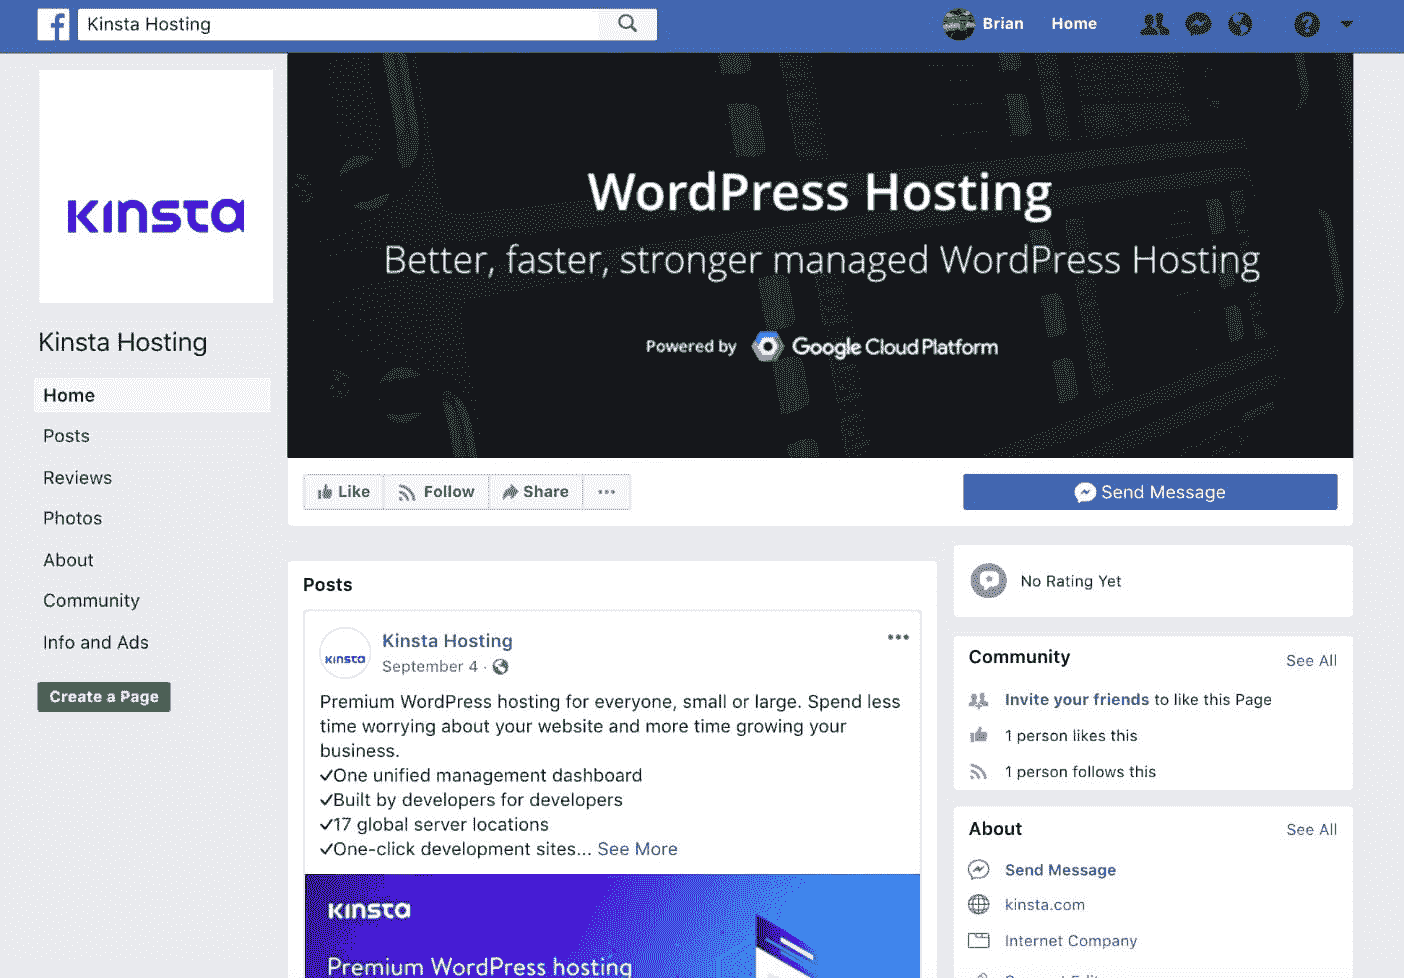 Kinsta Hosting
Brian
Home
Kinsta
Kinsta Hosting
Home
Posts
Reviews
Photos
About
Community
Info and Ads
Create a Page
WordPress Hosting
Better, faster, stronger managed WordPress Hosting
Powered by Google Cloud Platform
Like
Follow
Share
Send Message
Posts
Kinsta
Kinsta Hosting
September 4 ·
Premium WordPress hosting for everyone, small or large. Spend less
time worrying about your website and more time growing your
business.
✓One unified management dashboard
✓Built by developers for developers
✓17 global server locations
✓One-click development sites... See More
Kinsta
Premium WordPress hosting
No Rating Yet
Community
See All
Invite your friends to like this Page
1 person likes this
1 person follows this
About
See All
Send Message
kinsta.com
Internet Company